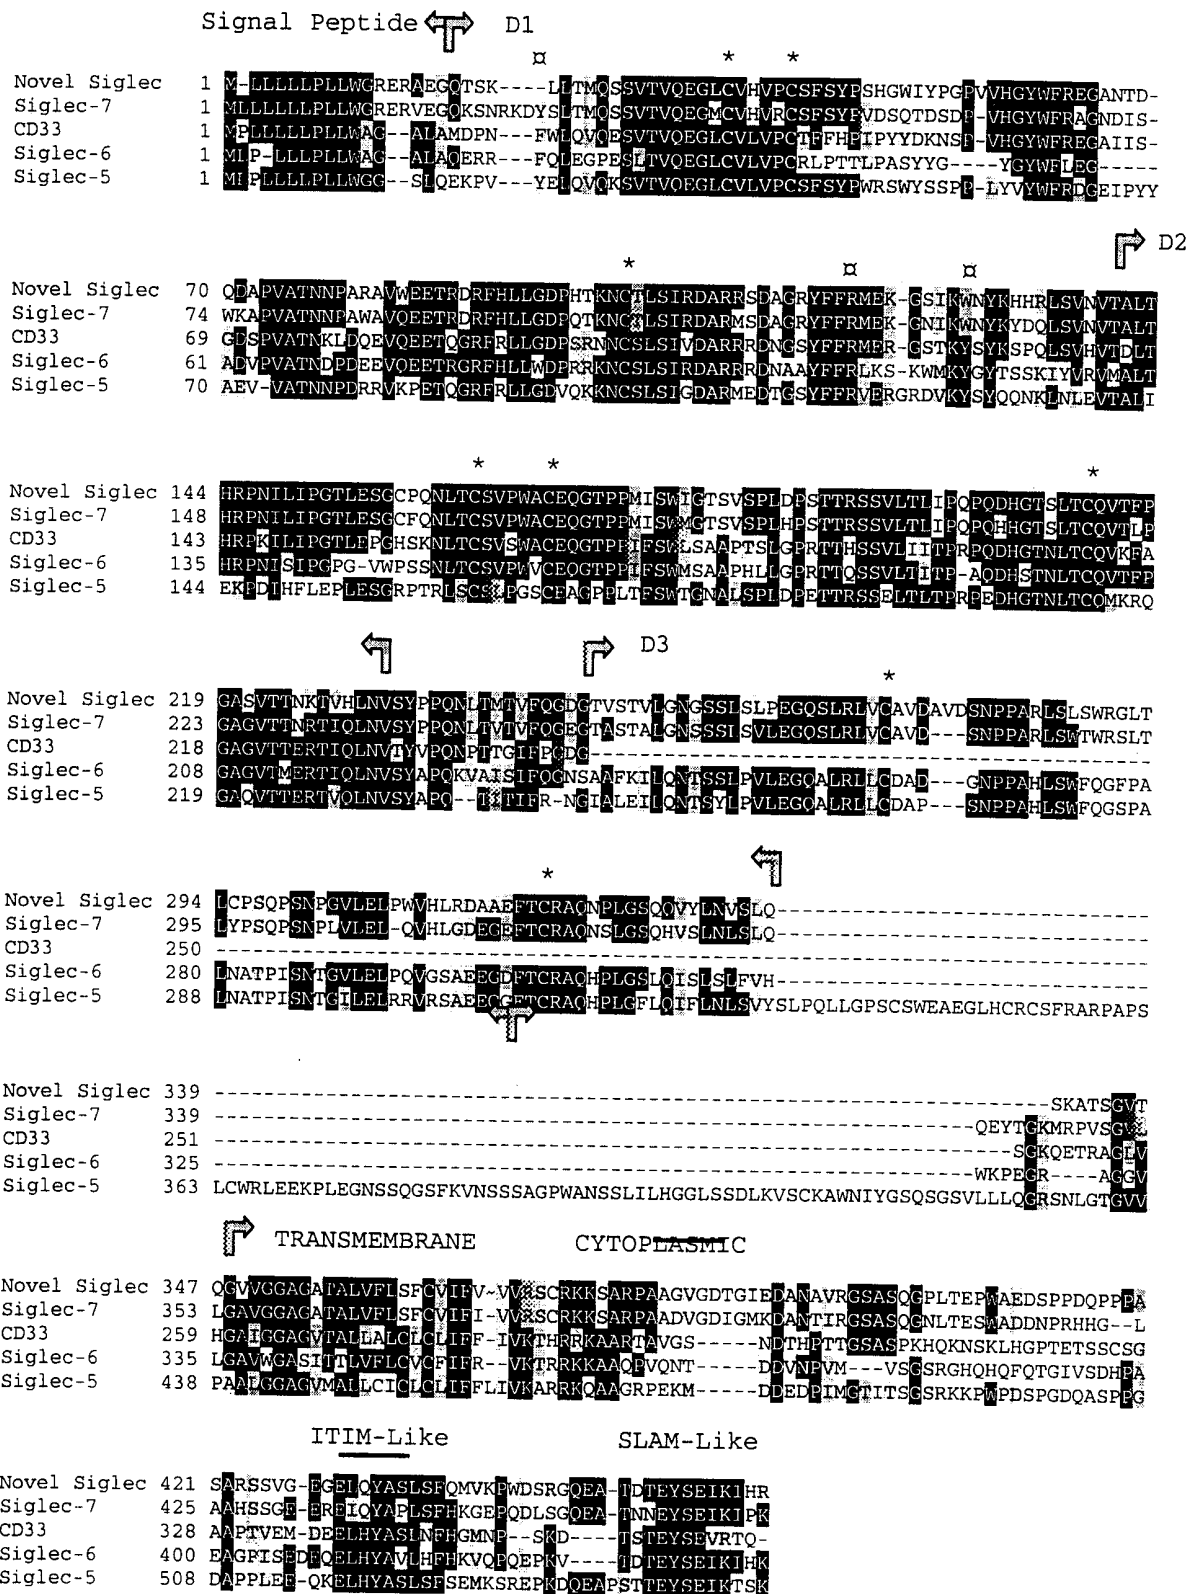 Signal Peptide D1
¤ * *
Novel Siglec 1 M-LLLLLPLLWGRERAEGQTSK----LLTMQSSVTVQEGLCVHVPCSFSYPSHGWIYPGPVVHGYWFREGANTD-
Siglec-7 1 MLLLLLLPLLWGRERVEGQKSNRKDYSLTMQSSVTVQEGMCVHVRCSFSYPVDSQTDSDP-VHGYWFRAGNDIS-
CD33 1 MPLLLLLPLLWAG--ALAMDPN----FWLQVQESVTVQEGLCVLVPCTFFHPIPYYDKNSP-VHGYWFREGAIIS-
Siglec-6 1 MLP-LLLPLLWAG--ALAQERR----FQLEGPESLTVQEGLCVLVPCRLPTTLPASYYG----YGYWFLEG-----
Siglec-5 1 MLPLLLLPLLWGG--SLQEKPV----YELQVQKSVTVQEGLCVLVPCSFSYPWRSWYSSPP-LYVYWFRDGEIPYY
D2
* ¤ ¤
Novel Siglec 70 QDAPVATNNPARAVWEETRDRFHLLGDPHTKNCTLSIRDARRSDAGRYFFRMEK-GSIKWNYKHHRLSVNVTALT
Siglec-7 74 WKAPVATNNPAWAVQEETRDRFHLLGDPQTKNCTLSIRDARMSDAGRYFFRMEK-GNIKWNYKYDQLSVNVTALT
CD33 69 GDSPVATNKLDQEVQEETQGRFRLLGDPSRNNCSLSIVDARRRDNGSYFFRMER-GSTKYSYKSPQLSVHVTDLT
Siglec-6 61 ADVPVATNDPDEEVQEETRGRFHLLWDPRRKNCSLSIRDARRRDNAAYFFRLKS-KWMKYGYTSSKIYVRVMALT
Siglec-5 70 AEV-VATNNPDRRVKPETQGRFRLLGDVQKKNCSLSIGDARMEDTGSYFFRVERGRDVKYSYQQNKLNLEVTALI
* * *
Novel Siglec 144 HRPNILIPGTLESGCPQNLTCSVPWACEQGTPPMISWIGTSVSPLDPSTTRSSVLTLIPQPQDHGTSLTCQVTFP
Siglec-7 148 HRPNILIPGTLESGCFQNLTCSVPWACEQGTPPMISWMGTSVSPLHPSTTRSSVLTLIPQPQHHGTSLTCQVTLP
CD33 143 HRPKILIPGTLEPGHSKNLTCSVSWACEQGTPPIFSWLSAAPTSLGPRTTHSSVLIITPRPQDHGTNLTCQVKFA
Siglec-6 135 HRPNISIPGPG-VWPSSNLTCSVPWVCEQGTPPIFSWMSAAPHLLGPRTTQSSVLTITP-AQDHSTNLTCQVTFP
Siglec-5 144 EKPDIHFLEPLESGRPTRLSCSLPGSCEAGPPLTFSWTGNALSPLDPETTRSSELTLTPRPEDHGTNLTCQMKRQ
D3
*
Novel Siglec 219 GASVTTNKTVHLNVSYPPQNLTMTVFQGDGTVSTVLGNGSSLSLPEGQSLRLVCAVDAVDSNPPARLSLSWRGLT
Siglec-7 223 GAGVTTNRTIQLNVSYPPQNLTVTVFQGEGTASTALGNSSSLSVLEGQSLRLVCAVD---SNPPARLSWTWRSLT
CD33 218 GAGVTTERTIQLNVTYVPQNPTTGIFPGDG---------------------------------------------
Siglec-6 208 GAGVTMERTIQLNVSYAPQKVAISIFQGNSAAFKILQNTSSLPVLEGQALRLLCDAD---GNPPAHLSWFQGFPA
Siglec-5 219 GAQVTTERTVQLNVSYAPQ--TITIFR-NGIALEILQNTSYLPVLEGQALRLLCDAP---SNPPAHLSWFQGSPA
*
Novel Siglec 294 LCPSQPSNPGVLELPWVHLRDAAEFTCRAQNPLGSQQVYLNVSLQ------------------------------
Siglec-7 295 LYPSQPSNPLVLEL-QVHLGDEGEFTCRAQNSLGSQHVSLNLSLQ------------------------------
CD33 250 ---------------------------------------------------------------------------
Siglec-6 280 LNATPISNTGVLELPQVGSAEEGDFTCRAQHPLGSLQISLSLFVH------------------------------
Siglec-5 288 LNATPISNTGILELRRVRSAEEGGFTCRAQHPLGFLQIFLNLSVYSLPQLLGPSCSWEAEGLHCRCSFRARPAPS
Novel Siglec 339 -------------------------------------------------------------------SKATSGVT
Siglec-7 339 -------------------------------------------------------------QEYTGKMRPVSGVL
CD33 251 ----------------------------------------------------------------SGKQETRAGLV
Siglec-6 325 -------------------------------------------------------------WKPEGR----AGGV
Siglec-5 363 LCWRLEEKPLEGNSSQGSFKVNSSSAGPWANSSLILHGGLSSDLKVSCKAWNIYGSQSGSVLLLQGRSNLGTGVV
TRANSMEMBRANE CYTOPLASMIC
Novel Siglec 347 QGVVGGAGATALVFLSFCVIFV-VVRSCRKKSARPAAGVGDTGIEDANAVRGSASQGPLTEPWAEDSPPDQPPPA
Siglec-7 353 LGAVGGAGATALVFLSFCVIFI-VVRSCRKKSARPAADVGDIGMKDANTIRGSASQGNLTESWADDNPRHHG--L
CD33 259 HGAIGGAGVTALLALCLCLIFF-IVKTHRRKAARTAVGS----NDTHPTTGSASPKHQKNSKLHGPTETSSCSG
Siglec-6 335 LGAVWGASITTLVFLCVCFIFR--VKTRRKKAAQPVQNT----DDVNPVM---VSGSRGHQHQFQTGIVSDHPA
Siglec-5 438 PAALGGAGVMALLCICLCLIFFLIVKARRKQAAGRPEKM-----DDEDPIMGTITSGSRKKPWPDSPGDQASPPG
ITIM-Like SLAM-Like
Novel Siglec 421 SARSSVG-EGELQYASLSFQMVKPWDSRGQEA-TDTEYSEIKIHR
Siglec-7 425 AAHSSGE-EREIQYAPLSFHKGEPQDLSGQEA-TNNEYSEIKIPK
CD33 328 AAPTVEM-DEELHYASLNFHGMNP--SKD----TSTEYSEVRTQ-
Siglec-6 400 EAGPISEDEQELHYAVLHFHKVQPQEPKV----TDTEYSEIKIHK
Siglec-5 508 DAPPLEE-QKELHYASLSFSEMKSREPKDQEAPSTTEYSEIKTSK